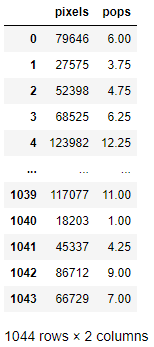 pixels pops
0 79646 6.00
1 27575 3.75
2 52398 4.75
3 68525 6.25
4 123982 12.25
... ... ...
1039 117077 11.00
1040 18203 1.00
1041 45337 4.25
1042 86712 9.00
1043 66729 7.00
1044 rows × 2 columns